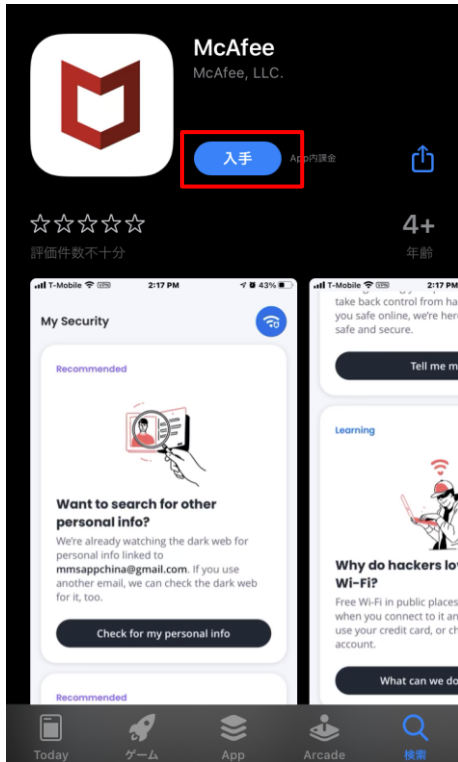 McAfee
McAfee, LLC.
入手
App内課金
4+
評価件数不十分
年齢
T-Mobile
VPN
2:17 PM
43%
My Security
Recommended
Want to search for other
personal info?
We're already watching the dark web for
personal info linked to
mmsappchina@gmail.com. If you use
another email, we can check the dark web
for it, too.
Check for my personal info
Recommended
T-Mobile
VPN
2:17 PM
take back control from ha
you safe online, we're here
safe and secure.
Tell me m
Learning
Why do hackers lo
Wi-Fi?
Free Wi-Fi in public places
when you connect to it an
use your credit card, or ch
account.
What can we do
Today
ゲーム
App
Arcade
検索